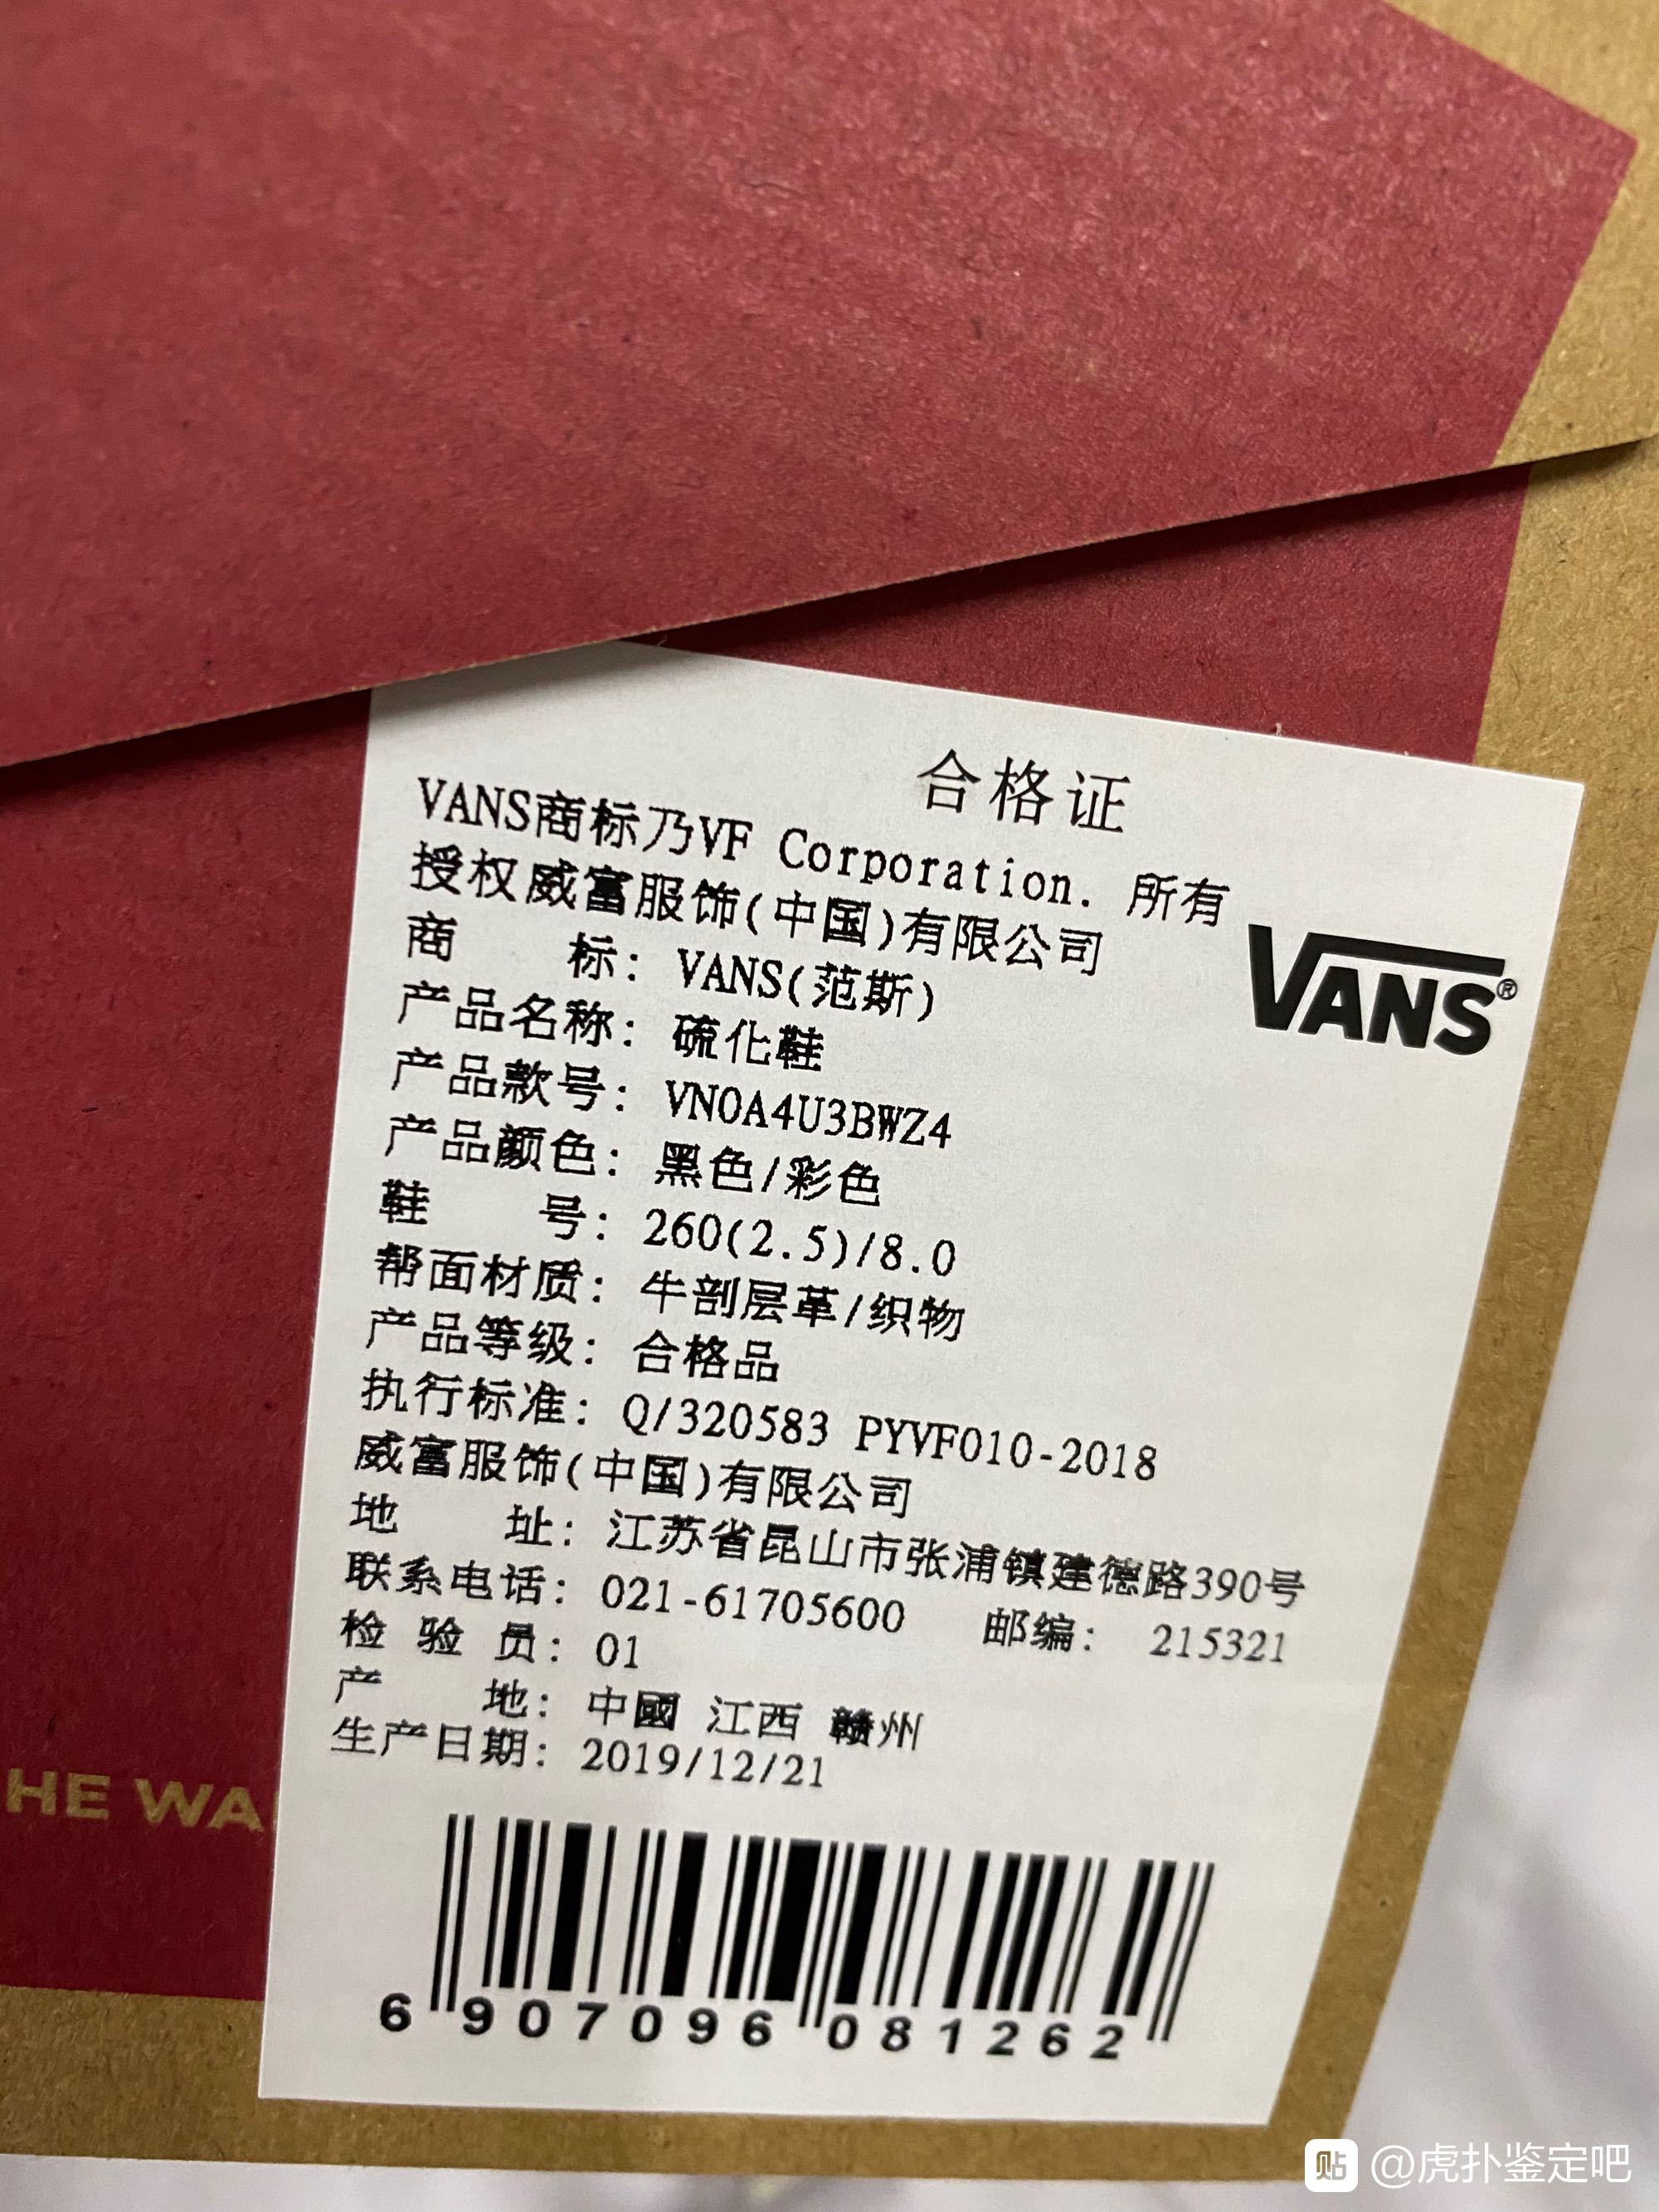 合格证
VANS商标乃VF Corporation. 所有
授权威富服饰(中国)有限公司
VANS®
商 标: VANS(范斯)
产品名称: 硫化鞋
产品款号: VN0A4U3BWZ4
产品颜色: 黑色/彩色
鞋 号: 260(2.5)/8.0
帮面材质: 牛剖层革/织物
产品等级: 合格品
执行标准: Q/320583 PYVF010-2018
威富服饰(中国)有限公司
地 址: 江苏省昆山市张浦镇建德路390号
联系电话: 021-61705600 邮编: 215321
检 验 员: 01
产 地: 中國 江西 赣州
生产日期: 2019/12/21
HE WA
6 907096 081262
贴 @虎扑鉴定吧